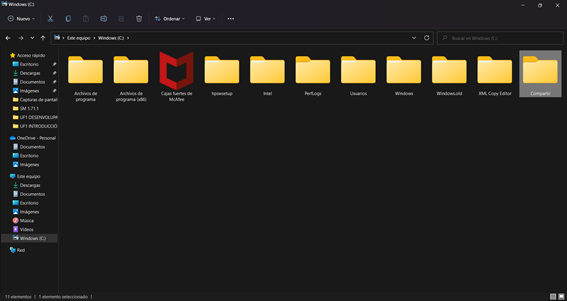 Windows (C:)
Nuevo
Ordenar
Ver
Este equipo > Windows (C:) >
Buscar en Windows (C:)
Acceso rápido
Escritorio
Descargas
Documentos
Imágenes
Capturas de pantal
SM 1.71.1
UF1 DESENVOLUPA
UF1 INTRODUCCIÓ
OneDrive - Personal
Documentos
Escritorio
Imágenes
Este equipo
Descargas
Documentos
Escritorio
Imágenes
Música
Vídeos
Windows (C:)
Red
Archivos de
programa
Archivos de
programa (x86)
Cajas fuertes de
McAfee
hpswsetup
Intel
PerfLogs
Usuarios
Windows
Windows.old
XML Copy Editor
Compartir
11 elementos
1 elemento seleccionado